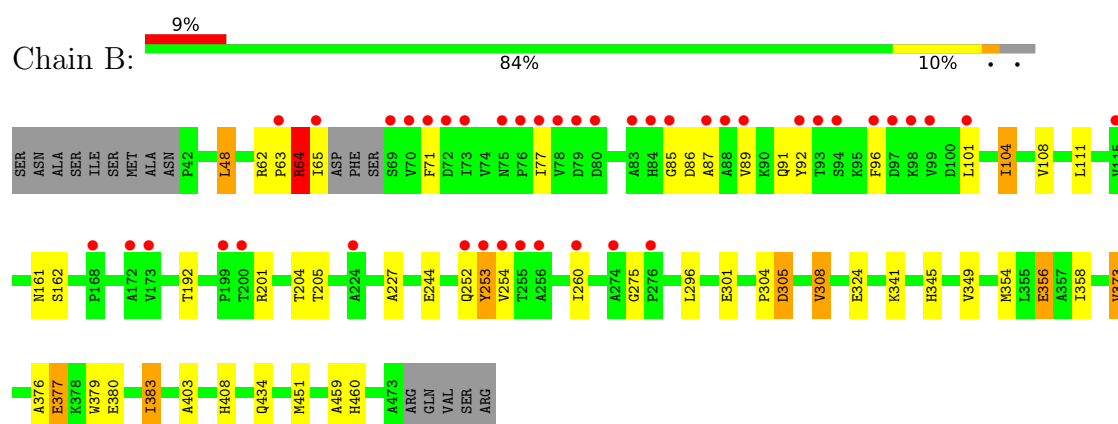 9%
Chain B:
84% 10% • •
SER ASN ALA SER ILE SER MET ALA ASN P42 L48 R62 P63 R64 I65 ASP PHE SER S69 V70 F71 D72 I73 V74 N75 P76 I77 V78 D79 D80 A83 H84 G85 D86 A87 A88 V89 K90 Q91 Y92 T93 S94 K95 F96 D97 K98 V99 D100 L101 I104 V108 L111 V115
N161 S162 P168 A172 V173 T192 P199 T200 R201 T204 T205 A224 A227 E244 Q252 Y253 V254 T255 A256 I260 A274 G275 P276 L296 E301 P304 D305 V308 E324 K341 H345 V349 M354 L355 E356 A357 I358
A376 E377 K378 W379 E380 I383 A403 H408 Q434 M451 A459 H460 A473 ARG GLN VAL SER ARG